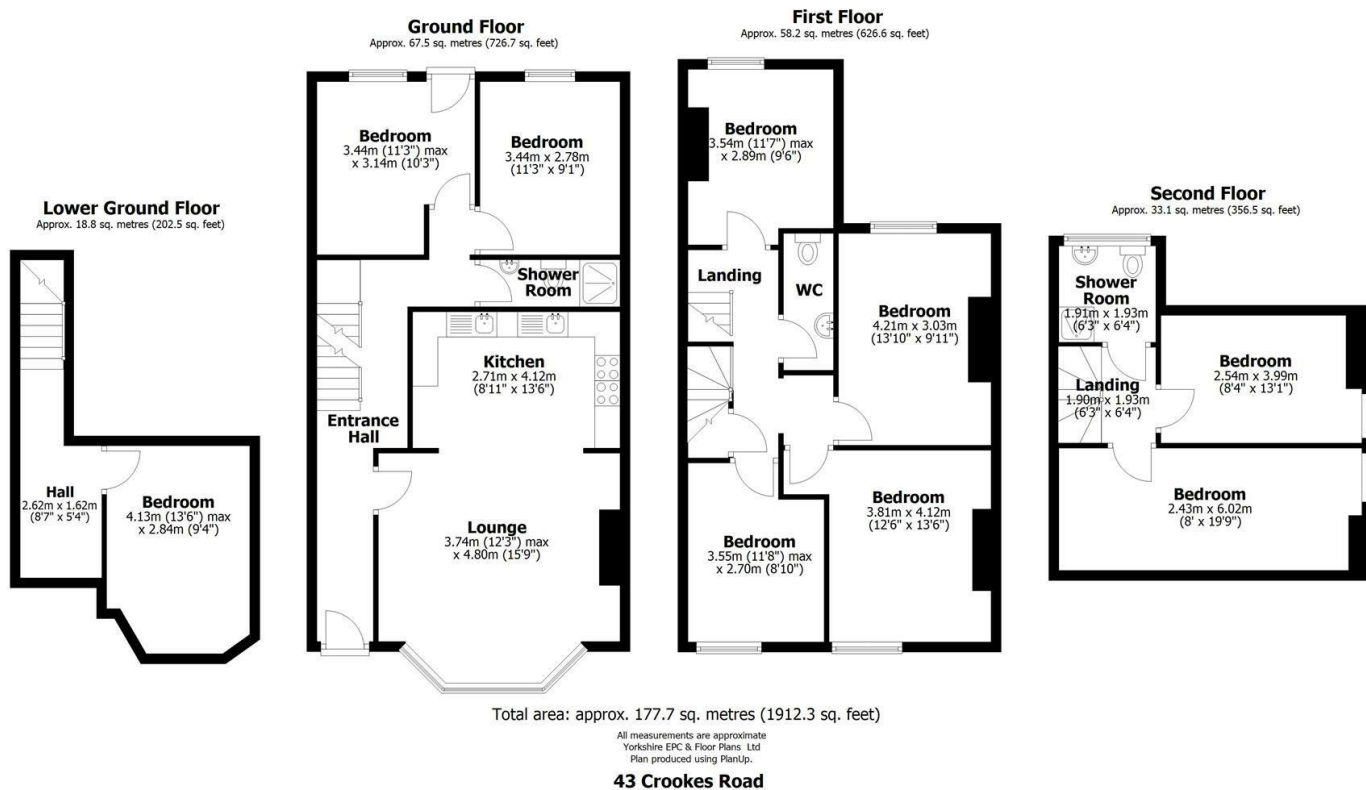 Lower Ground Floor
Approx. 18.8 sq. metres (202.5 sq. feet)
Hall
2.62m x 1.62m
(8'7" x 5'4")
Bedroom
4.13m (13'6") max
x 2.84m (9'4")
Ground Floor
Approx. 67.5 sq. metres (726.7 sq. feet)
Bedroom
3.44m (11'3") max
x 3.14m (10'3")
Bedroom
3.44m x 2.78m
(11'3" x 9'1")
Shower
Room
Kitchen
2.71m x 4.12m
(8'11" x 13'6")
Entrance
Hall
Lounge
3.74m (12'3") max
x 4.80m (15'9")
First Floor
Approx. 58.2 sq. metres (626.6 sq. feet)
Bedroom
3.54m (11'7") max
x 2.89m (9'6")
Landing
WC
Bedroom
4.21m x 3.03m
(13'10" x 9'11")
Bedroom
3.55m (11'8") max
x 2.70m (8'10")
Bedroom
3.81m x 4.12m
(12'6" x 13'6")
Second Floor
Approx. 33.1 sq. metres (356.5 sq. feet)
Shower
Room
1.91m x 1.93m
(6'3" x 6'4")
Landing
1.90m x 1.93m
(6'3" x 6'4")
Bedroom
2.54m x 3.99m
(8'4" x 13'1")
Bedroom
2.43m x 6.02m
(8' x 19'9")
Total area: approx. 177.7 sq. metres (1912.3 sq. feet)
All measurements are approximate
Yorkshire EPC & Floor Plans Ltd
Plan produced using PlanUp.
43 Crookes Road